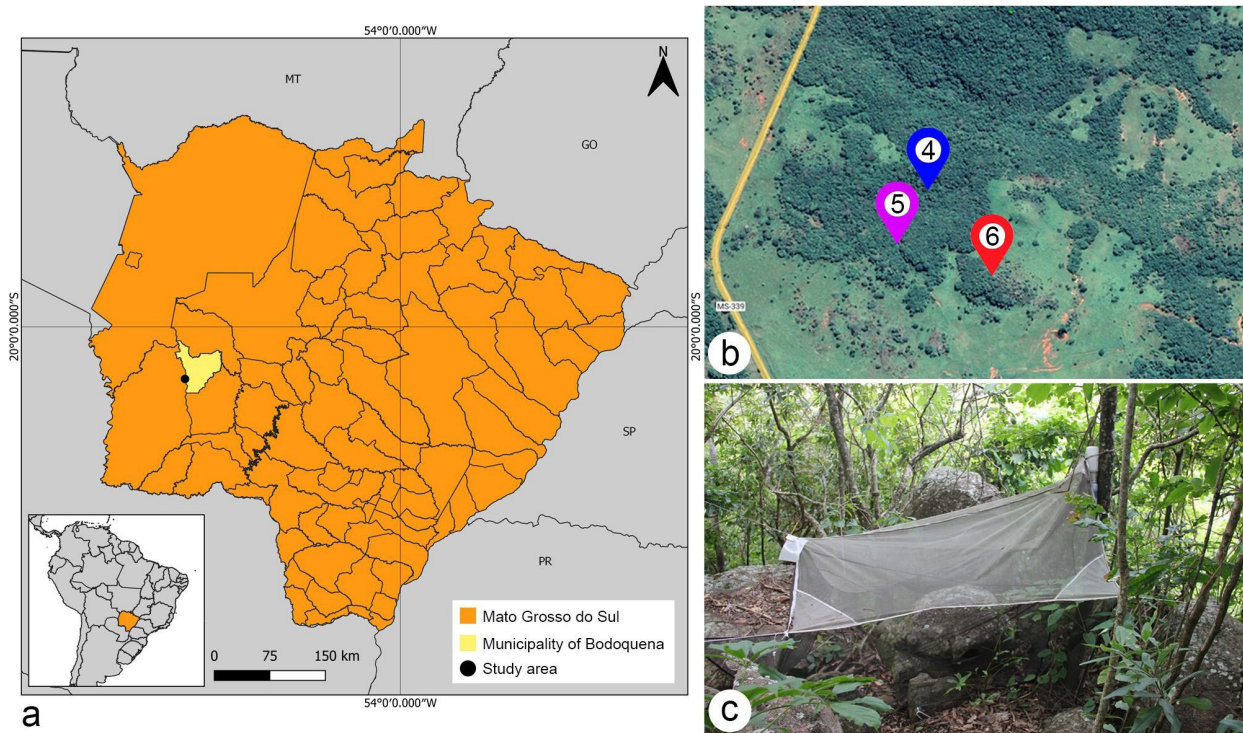 54°0'0.000"W
N
MT
GO
20°0'0.000"S
20°0'0.000"S
SP
PR
Mato Grosso do Sul
Municipality of Bodoquena
Study area
0 75 150 km
54°0'0.000"W
a
4
5
6
MS-339
b
c